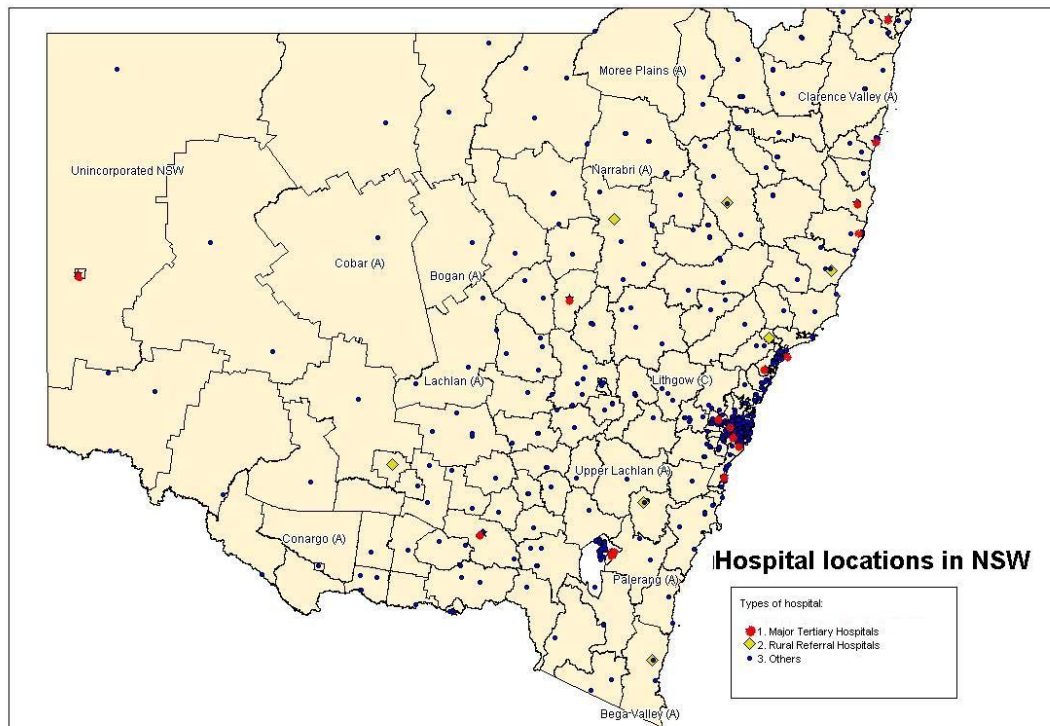 Moree Plains (A)
Clarence Valley (A)
Unincorporated NSW
Narrabri (A)
Cobar (A)
Bogan (A)
Lachlan (A)
Lithgow (C)
Upper Lachlan (A)
Conargo (A)
Palerang (A)
Bega Valley (A)
Hospital locations in NSW
Types of hospital:
1. Major Tertiary Hospitals
2. Rural Referral Hospitals
3. Others